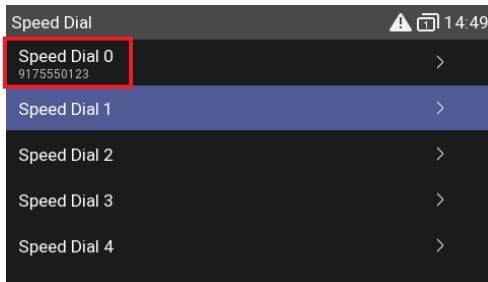 Speed Dial 1 14:49
Speed Dial 0
9175550123
Speed Dial 1
Speed Dial 2
Speed Dial 3
Speed Dial 4